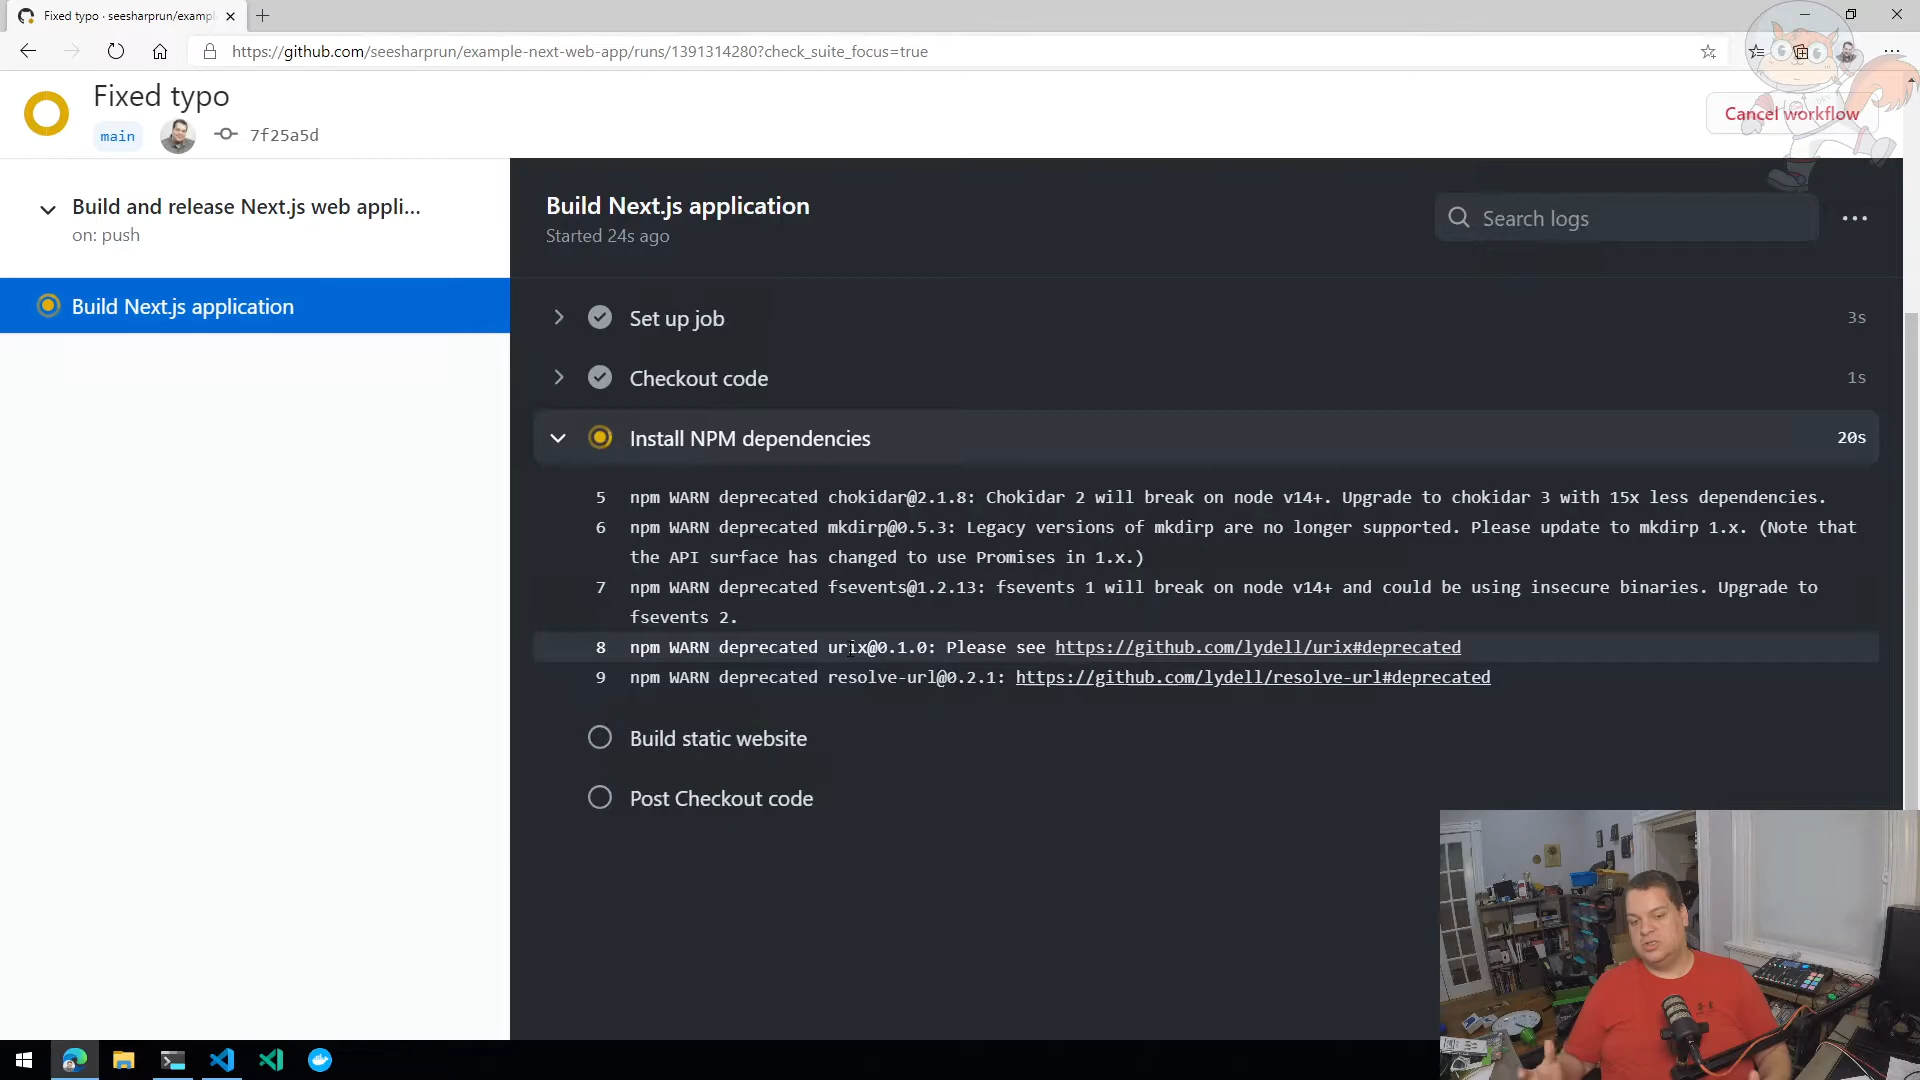 Fixed typo · seesharprun/examp
https://github.com/seesharprun/example-next-web-app/runs/1391314280?check_suite_focus=true
Fixed typo
main
7f25a5d
Cancel workflow
Build and release Next.js web appli...
on: push
Build Next.js application
Build Next.js application
Started 24s ago
Search logs
Set up job
3s
Checkout code
1s
Install NPM dependencies
20s
5 npm WARN deprecated chokidar@2.1.8: Chokidar 2 will break on node v14+. Upgrade to chokidar 3 with 15x less dependencies.
6 npm WARN deprecated mkdirp@0.5.3: Legacy versions of mkdirp are no longer supported. Please update to mkdirp 1.x. (Note that
the API surface has changed to use Promises in 1.x.)
7 npm WARN deprecated fsevents@1.2.13: fsevents 1 will break on node v14+ and could be using insecure binaries. Upgrade to
fsevents 2.
8 npm WARN deprecated urix@0.1.0: Please see https://github.com/lydell/urix#deprecated
9 npm WARN deprecated resolve-url@0.2.1: https://github.com/lydell/resolve-url#deprecated
Build static website
Post Checkout code